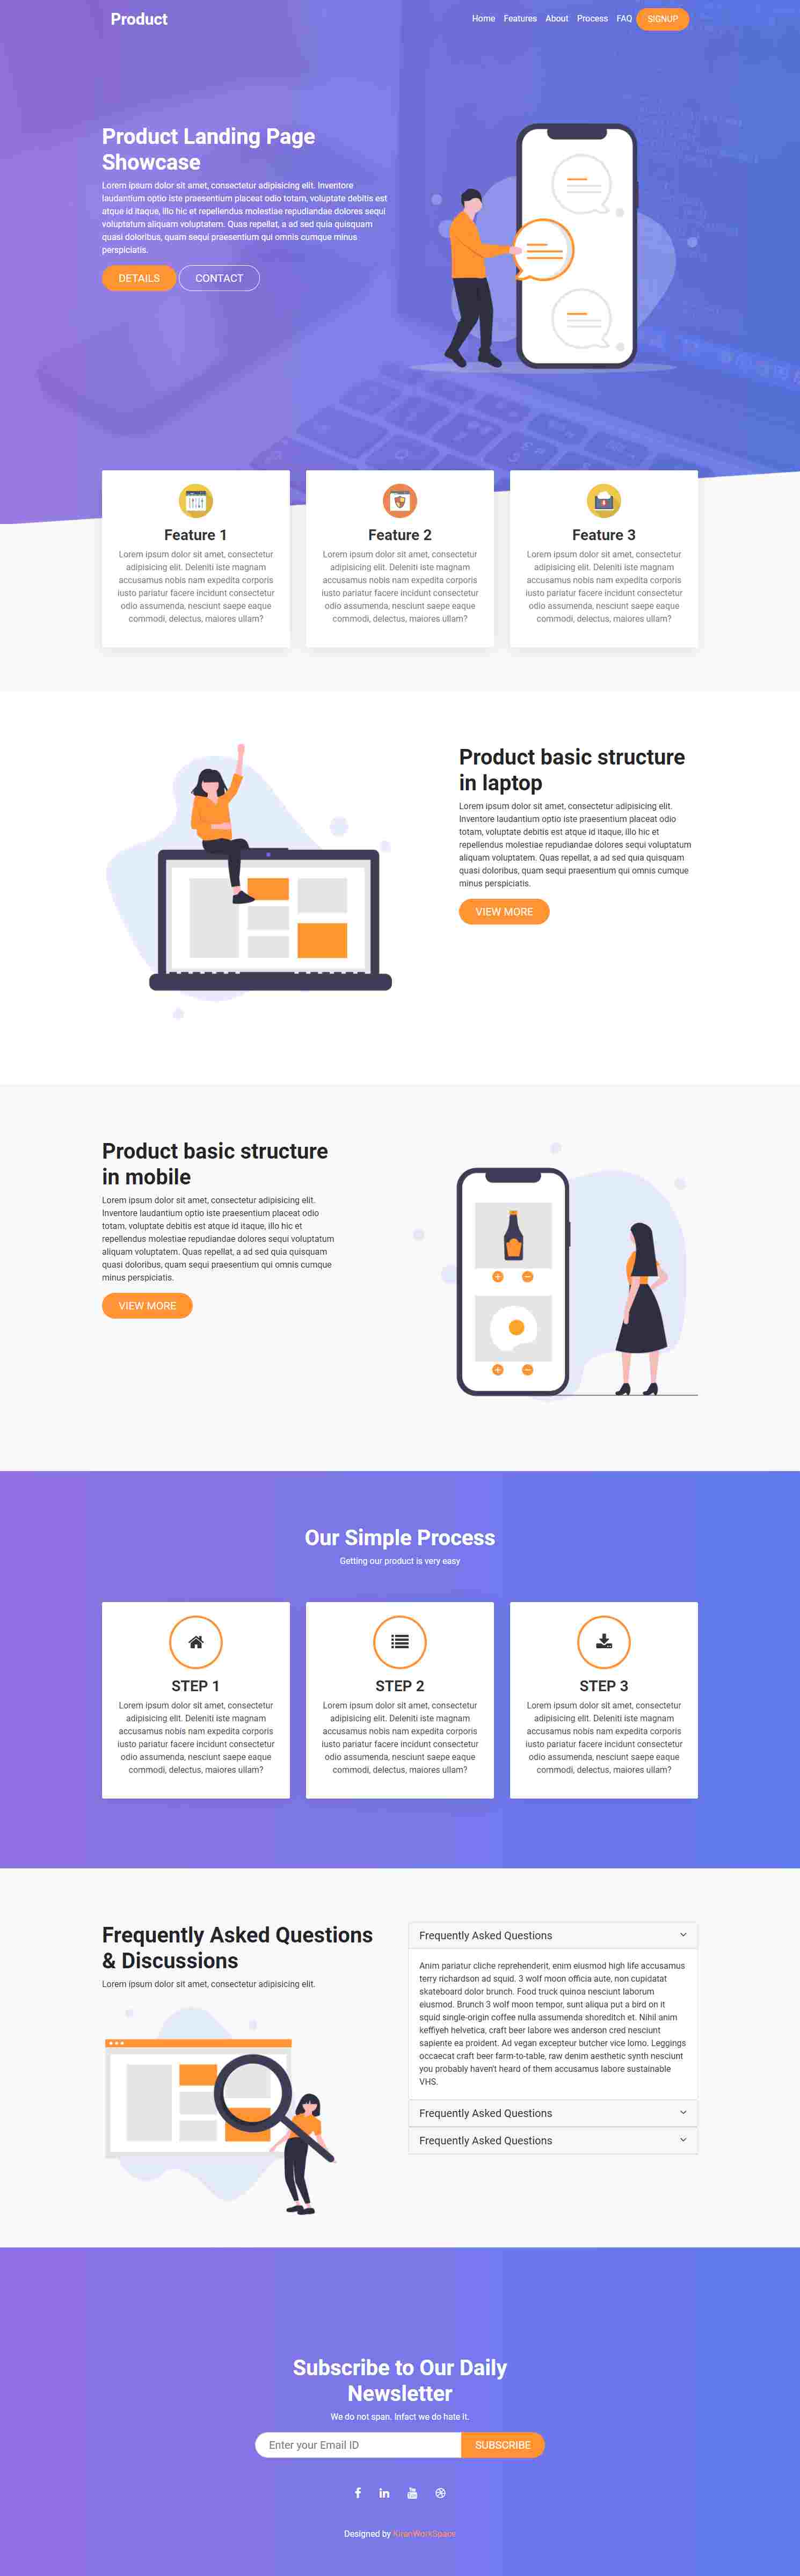 Product
Home Features About Process FAQ SIGNUP
Product Landing Page
Showcase
Lorem ipsum dolor sit amet, consectetur adipisicing elit. Inventore
laudantium optio iste praesentium placeat odio totam, voluptate debitis est
atque id itaque, illo hic et repellendus molestiae repudiandae dolores sequi
voluptatum aliquam voluptatem. Quas repellat, a ad sed quia quisquam
quasi doloribus, quam sequi praesentium qui omnis cumque minus
perspiciatis.
DETAILS CONTACT
Feature 1
Lorem ipsum dolor sit amet, consectetur
adipisicing elit. Deleniti iste magnam
accusamus nobis nam expedita corporis
iusto pariatur facere incidunt consectetur
odio assumenda, nesciunt saepe eaque
commodi, delectus, maiores ullam?
Feature 2
Lorem ipsum dolor sit amet, consectetur
adipisicing elit. Deleniti iste magnam
accusamus nobis nam expedita corporis
iusto pariatur facere incidunt consectetur
odio assumenda, nesciunt saepe eaque
commodi, delectus, maiores ullam?
Feature 3
Lorem ipsum dolor sit amet, consectetur
adipisicing elit. Deleniti iste magnam
accusamus nobis nam expedita corporis
iusto pariatur facere incidunt consectetur
odio assumenda, nesciunt saepe eaque
commodi, delectus, maiores ullam?
Product basic structure
in laptop
Lorem ipsum dolor sit amet, consectetur adipisicing elit.
Inventore laudantium optio iste praesentium placeat odio
totam, voluptate debitis est atque id itaque, illo hic et
repellendus molestiae repudiandae dolores sequi voluptatum
aliquam voluptatem. Quas repellat, a ad sed quia quisquam
quasi doloribus, quam sequi praesentium qui omnis cumque
minus perspiciatis.
VIEW MORE
Product basic structure
in mobile
Lorem ipsum dolor sit amet, consectetur adipisicing elit.
Inventore laudantium optio iste praesentium placeat odio
totam, voluptate debitis est atque id itaque, illo hic et
repellendus molestiae repudiandae dolores sequi voluptatum
aliquam voluptatem. Quas repellat, a ad sed quia quisquam
quasi doloribus, quam sequi praesentium qui omnis cumque
minus perspiciatis.
VIEW MORE
Our Simple Process
Getting our product is very easy
STEP 1
Lorem ipsum dolor sit amet, consectetur
adipisicing elit. Deleniti iste magnam
accusamus nobis nam expedita corporis
iusto pariatur facere incidunt consectetur
odio assumenda, nesciunt saepe eaque
commodi, delectus, maiores ullam?
STEP 2
Lorem ipsum dolor sit amet, consectetur
adipisicing elit. Deleniti iste magnam
accusamus nobis nam expedita corporis
iusto pariatur facere incidunt consectetur
odio assumenda, nesciunt saepe eaque
commodi, delectus, maiores ullam?
STEP 3
Lorem ipsum dolor sit amet, consectetur
adipisicing elit. Deleniti iste magnam
accusamus nobis nam expedita corporis
iusto pariatur facere incidunt consectetur
odio assumenda, nesciunt saepe eaque
commodi, delectus, maiores ullam?
Frequently Asked Questions
& Discussions
Lorem ipsum dolor sit amet, consectetur adipisicing elit.
Frequently Asked Questions
Anim pariatur cliche reprehenderit, enim eiusmod high life accusamus
terry richardson ad squid. 3 wolf moon officia aute, non cupidatat
skateboard dolor brunch. Food truck quinoa nesciunt laborum
eiusmod. Brunch 3 wolf moon tempor, sunt aliqua put a bird on it
squid single-origin coffee nulla assumenda shoreditch et. Nihil anim
keffiyeh helvetica, craft beer labore wes anderson cred nesciunt
sapiente ea proident. Ad vegan excepteur butcher vice lomo. Leggings
occaecat craft beer farm-to-table, raw denim aesthetic synth nesciunt
you probably haven't heard of them accusamus labore sustainable
VHS.
Frequently Asked Questions
Frequently Asked Questions
Subscribe to Our Daily
Newsletter
We do not span. Infact we do hate it.
Enter your Email ID SUBSCRIBE
Designed by KiranWorkSpace